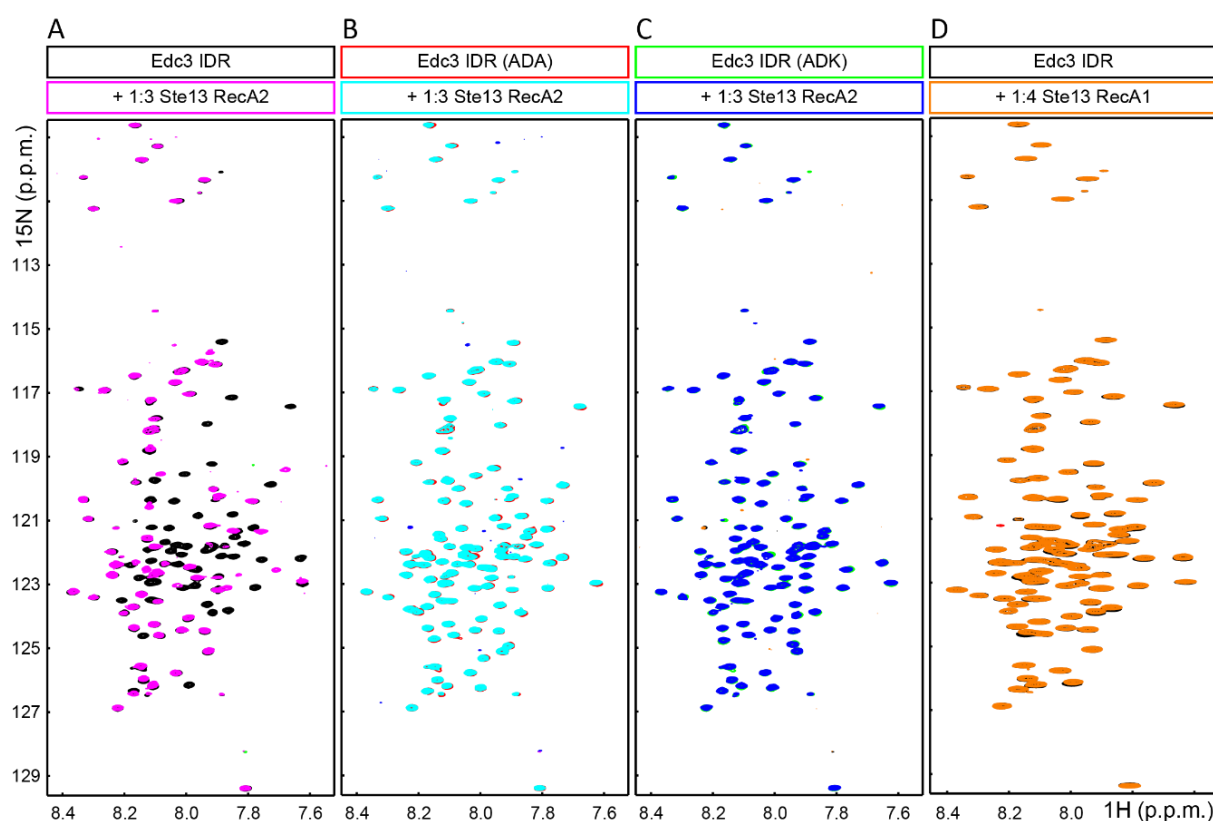 A B C D
Edc3 IDR Edc3 IDR (ADA) Edc3 IDR (ADK) Edc3 IDR
+ 1:3 Ste13 RecA2 + 1:3 Ste13 RecA2 + 1:3 Ste13 RecA2 + 1:4 Ste13 RecA1
15N (p.p.m.)
113
115
117
119
121
123
125
127
129
1H (p.p.m.)
8.4 8.2 8.0 7.8 7.6 8.4 8.2 8.0 7.8 7.6 8.4 8.2 8.0 7.8 7.6 8.4 8.2 8.0